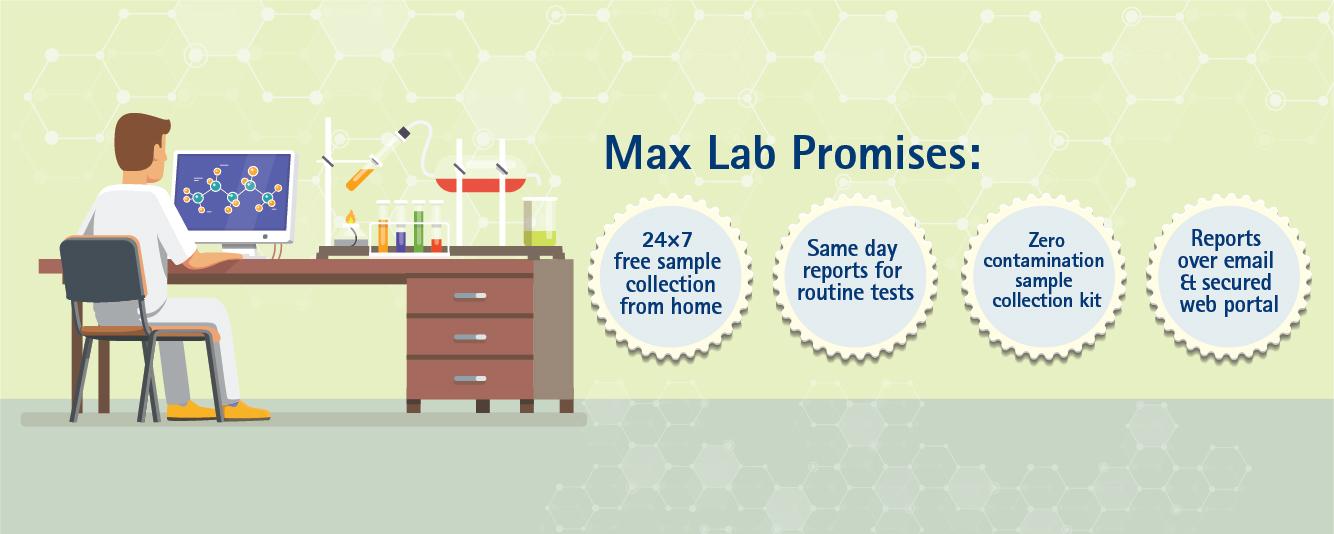 Max Lab Promises:
24×7
free sample
collection
from home
Same day
reports for
routine tests
Zero
contamination
sample
collection kit
Reports
over email
& secured
web portal